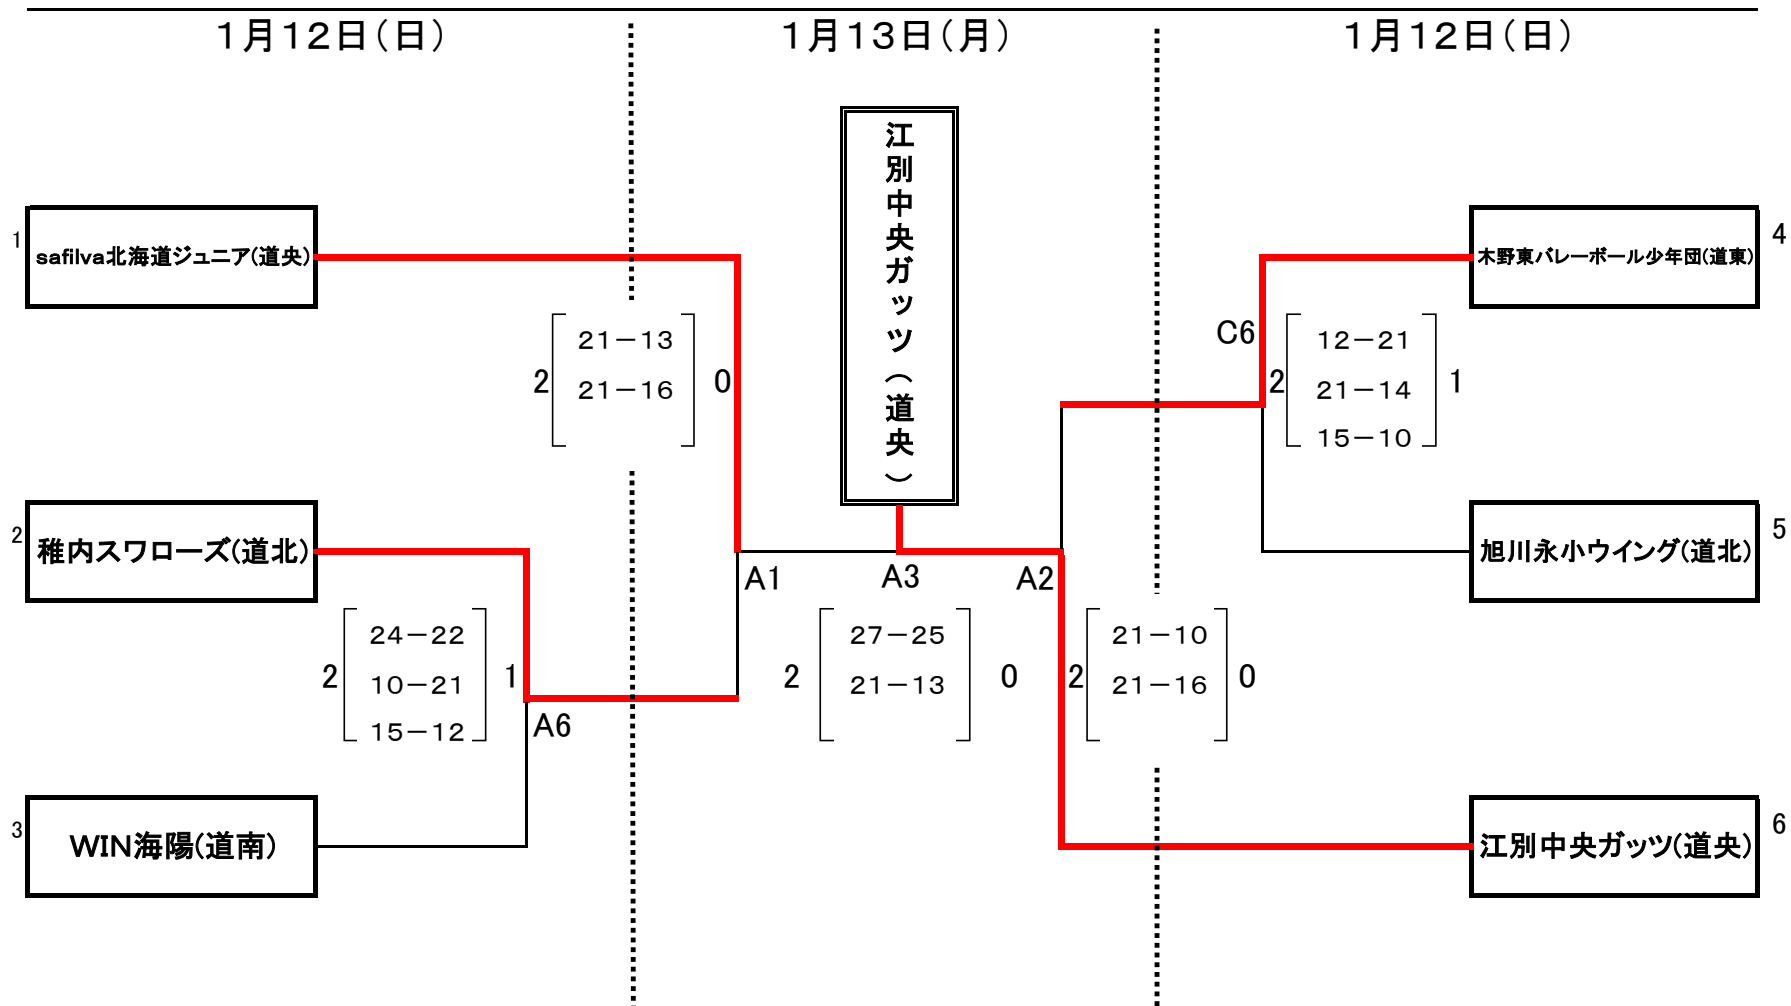 1月12日(日)
1月13日(月)
1月12日(日)
江別中央ガッツ(道央)
1
safilva北海道ジュニア(道央)
4
木野東バレーボール少年団(道東)
2
21-13
21-16
0
C6
2
12-21
21-14
15-10
1
2
稚内スワローズ(道北)
5
旭川永小ウイング(道北)
A1
A3
A2
2
24-22
10-21
15-12
1
A6
2
27-25
21-13
0
2
21-10
21-16
0
3
WIN海陽(道南)
6
江別中央ガッツ(道央)